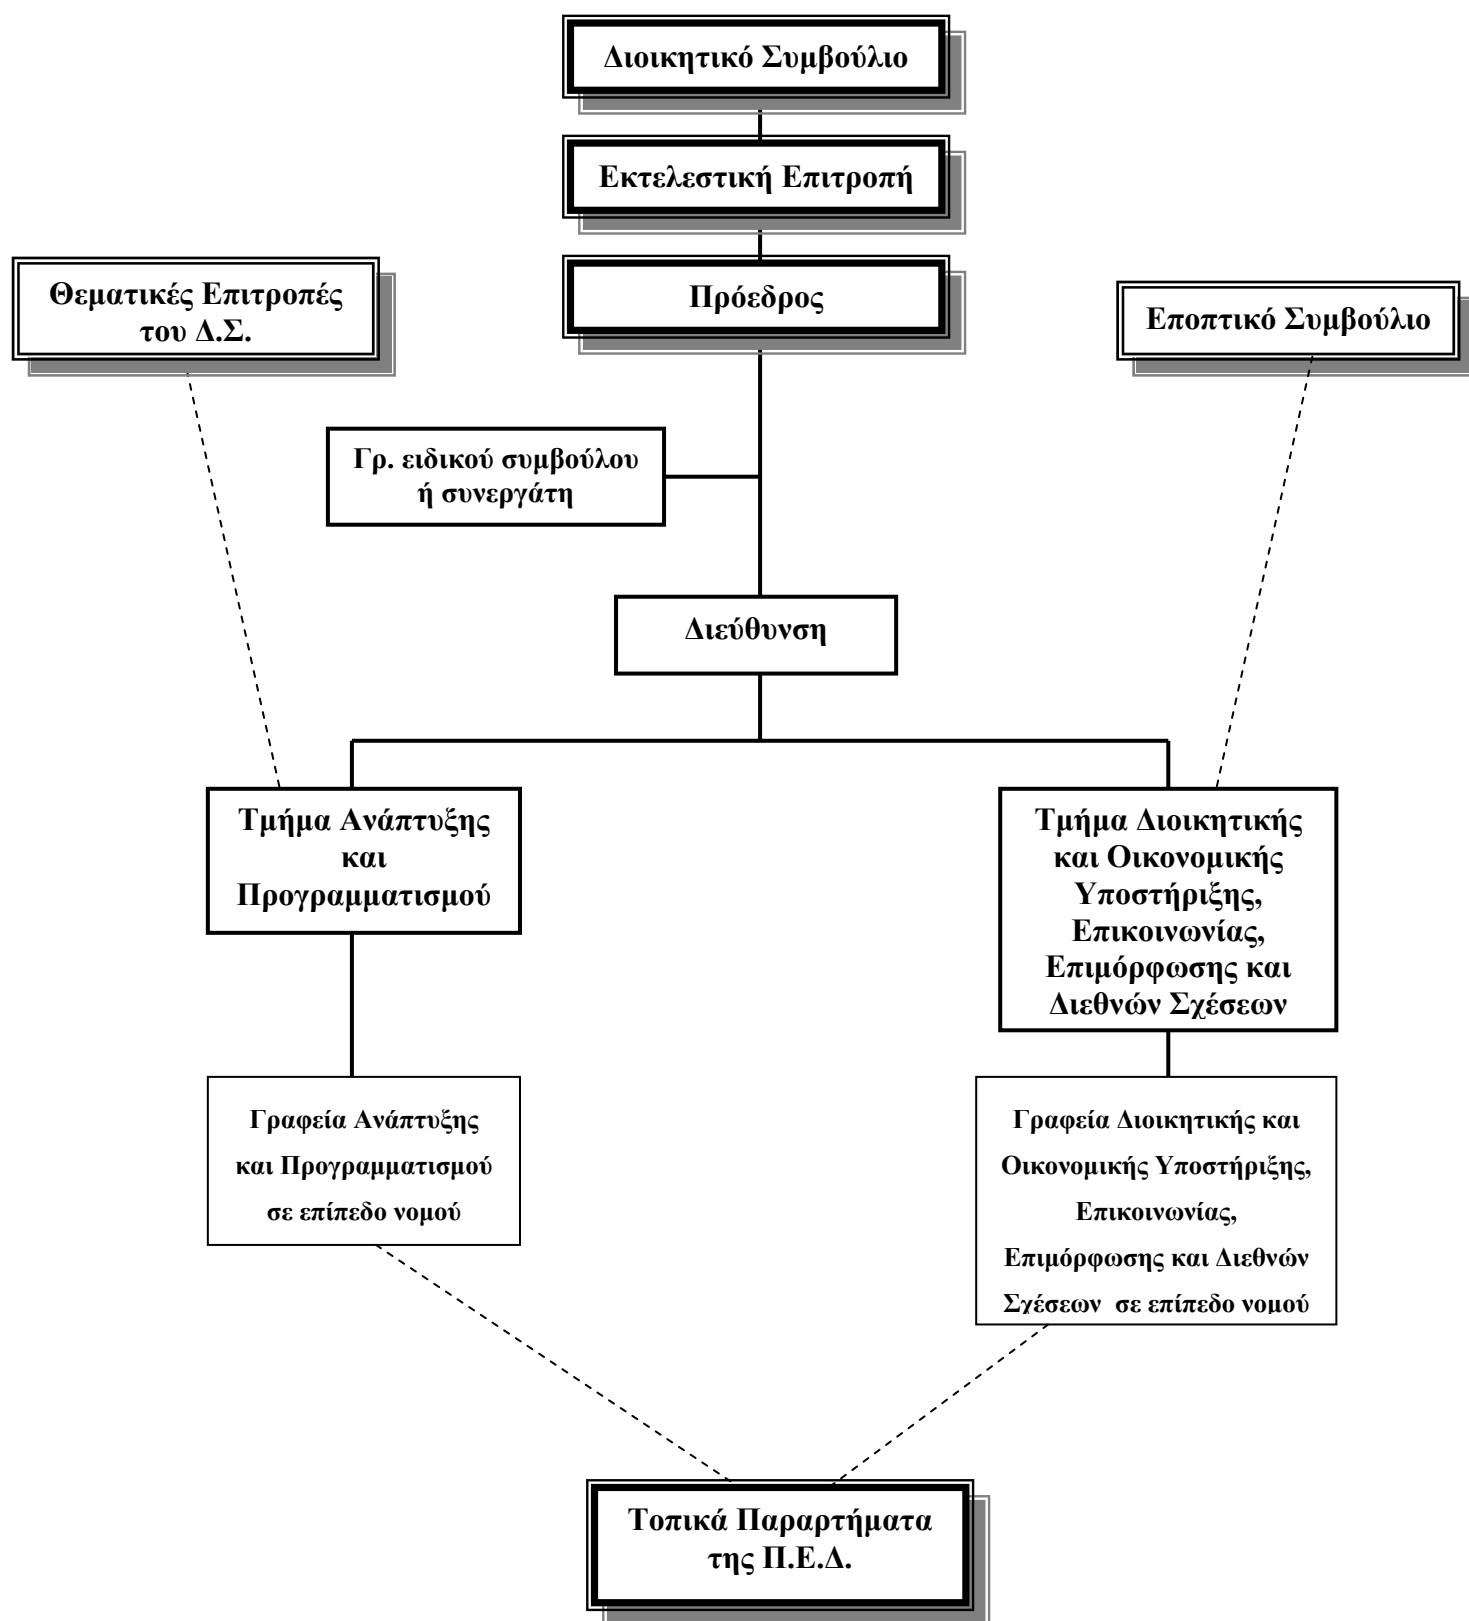 Διοικητικό Συμβούλιο
Εκτελεστική Επιτροπή
Πρόεδρος
Θεματικές Επιτροπές
του Δ.Σ.
Εποπτικό Συμβούλιο
Γρ. ειδικού συμβούλου
ή συνεργάτη
Διεύθυνση
Τμήμα Ανάπτυξης
και
Προγραμματισμού
Τμήμα Διοικητικής
και Οικονομικής
Υποστήριξης,
Επικοινωνίας,
Επιμόρφωσης και
Διεθνών Σχέσεων
Γραφεία Ανάπτυξης
και Προγραμματισμού
σε επίπεδο νομού
Γραφεία Διοικητικής και
Οικονομικής Υποστήριξης,
Επικοινωνίας,
Επιμόρφωσης και Διεθνών
Σχέσεων σε επίπεδο νομού
Τοπικά Παραρτήματα
της Π.Ε.Δ.